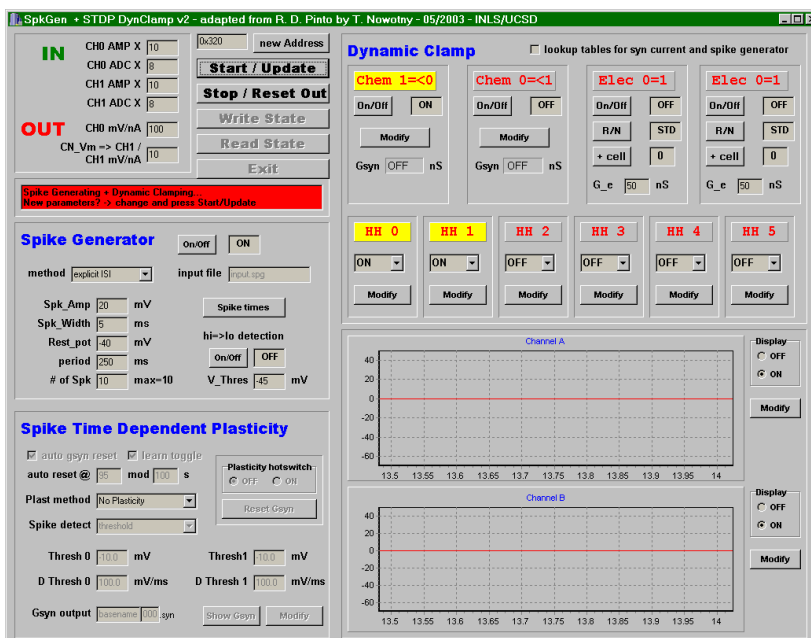 SpkGen + STDP DynClamp v2 - adapted from R. D. Pinto by T. Nowotny - 05/2003 - INLS/UCSD
IN
CH0 AMP X 10
CH0 ADC X 8
CH1 AMP X 10
CH1 ADC X 8
OUT
CH0 mV/nA 100
CN_Vm => CH1 /
CH1 mV/nA 10
0x320 new Address
Start / Update
Stop / Reset Out
Write State
Read State
Exit
Spike Generating + Dynamic Clamping...
New parameters? -> change and press Start/Update
Spike Generator On/Off ON
method explicit ISI input file input.spg
Spk_Amp 20 mV
Spk_Width 5 ms
Rest_pot -40 mV
period 250 ms
# of Spk 10 max=10
Spike times
hi=>lo detection
On/Off OFF
V_Thres -45 mV
Spike Time Dependent Plasticity
auto gsyn reset learn toggle
auto reset @ 95 mod 100 s
Plast method No Plasticity
Spike detect threshold
Plasticity hotswitch
OFF ON
Reset Gsyn
Thresh 0 -10.0 mV Thresh1 -10.0 mV
D Thresh 0 100.0 mV/ms D Thresh 1 100.0 mV/ms
Gsyn output basename 000 .syn Show Gsyn Modify
Dynamic Clamp lookup tables for syn current and spike generator
Chem 1=<0
On/Off ON
Modify
Gsyn OFF nS
Chem 0=<1
On/Off OFF
Modify
Gsyn OFF nS
Elec 0=1
On/Off OFF
R/N STD
+ cell 0
G_e 50 nS
Elec 0=1
On/Off OFF
R/N STD
+ cell 0
G_e 50 nS
HH 0 HH 1 HH 2 HH 3 HH 4 HH 5
ON ON OFF OFF OFF OFF
Modify Modify Modify Modify Modify Modify
Channel A
40
20
0
-20
-40
-60
13.5 13.55 13.6 13.65 13.7 13.75 13.8 13.85 13.9 13.95 14
Display
OFF
ON
Modify
Channel B
40
20
0
-20
-40
-60
13.5 13.55 13.6 13.65 13.7 13.75 13.8 13.85 13.9 13.95 14
Display
OFF
ON
Modify